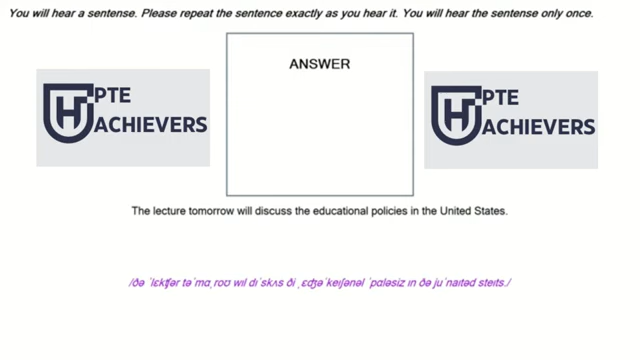 You will hear a sentence. Please repeat the sentence exactly as you hear it. You will hear the sentence only once.
ANSWER
PTE
ACHIEVERS
PTE
ACHIEVERS
The lecture tomorrow will discuss the educational policies in the United States.
/ðə ˈlɛkʧər təˈmɑˌroʊ wɪl dɪˈskʌs ði ˌɛʤəˈkeɪʃənəl ˈpɑləsiz ɪn ðə juˈnaɪtəd steɪts./